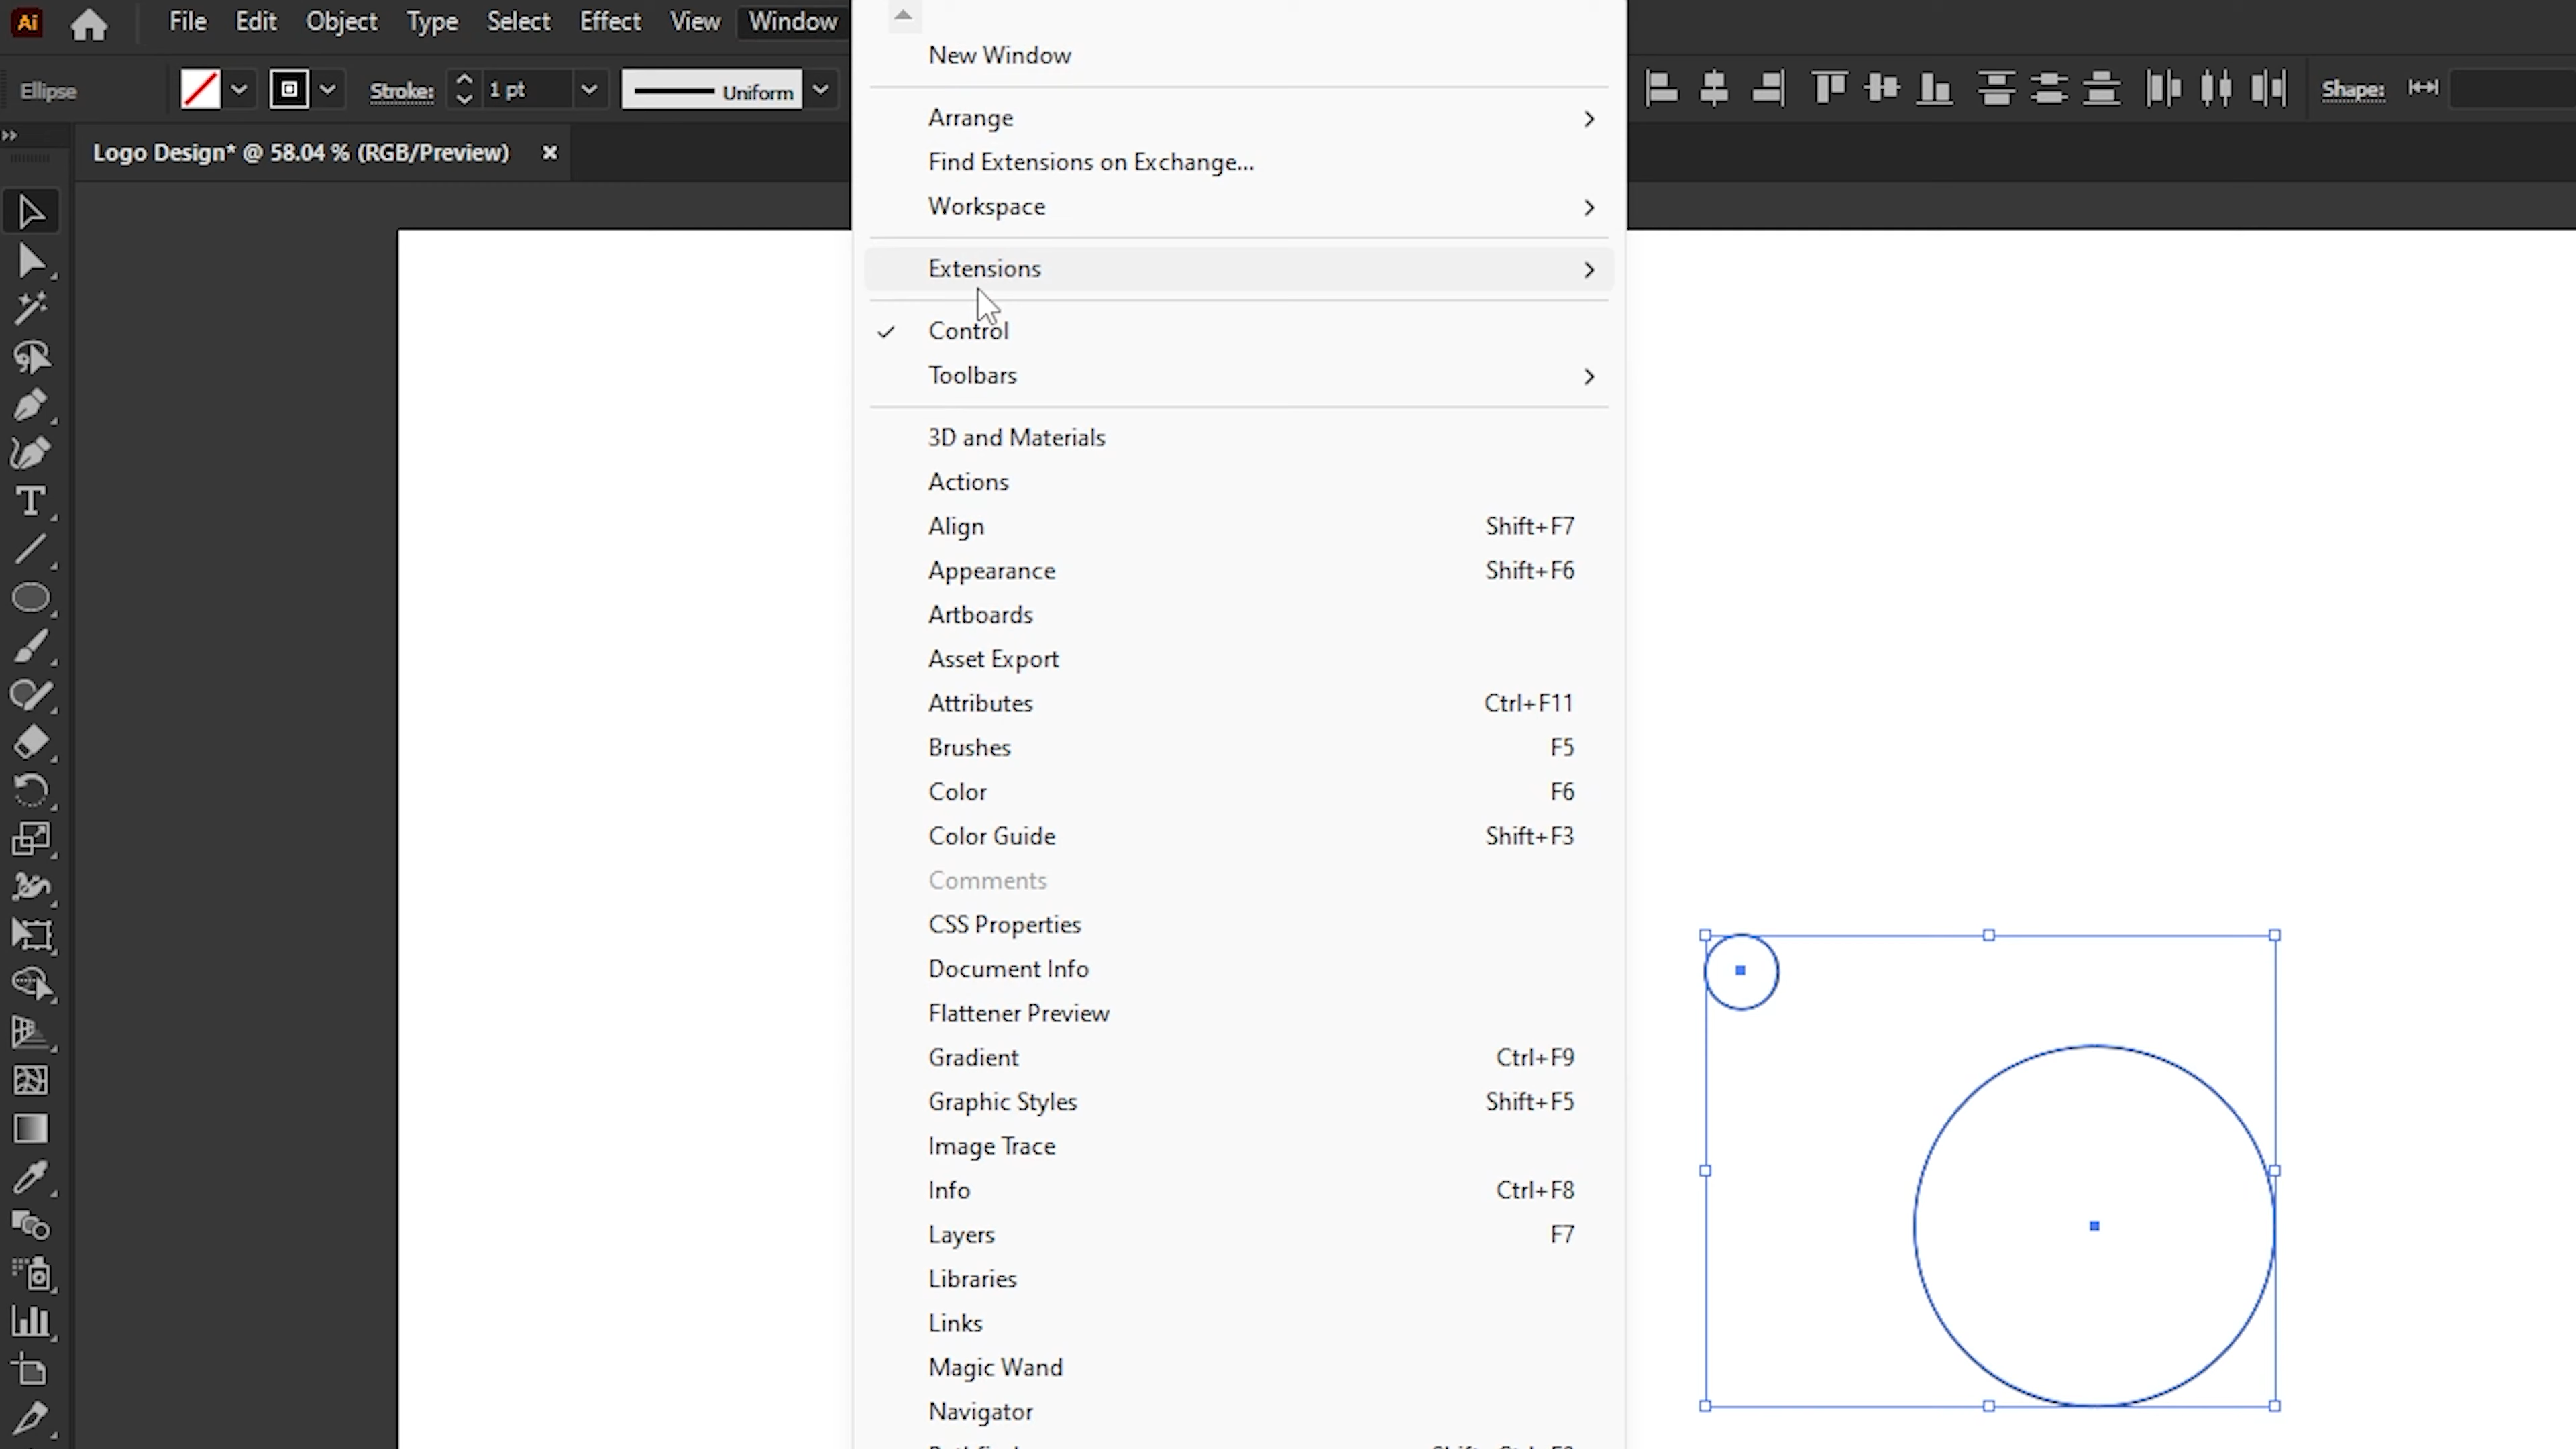 Ai File Edit Object Type Select Effect View Window
Ellipse Stroke: 1 pt Uniform Shape:
Logo Design* @ 58.04 % (RGB/Preview)
New Window
Arrange
Find Extensions on Exchange...
Workspace
Extensions
Control
Toolbars
3D and Materials
Actions
Align Shift+F7
Appearance Shift+F6
Artboards
Asset Export
Attributes Ctrl+F11
Brushes F5
Color F6
Color Guide Shift+F3
Comments
CSS Properties
Document Info
Flattener Preview
Gradient Ctrl+F9
Graphic Styles Shift+F5
Image Trace
Info Ctrl+F8
Layers F7
Libraries
Links
Magic Wand
Navigator